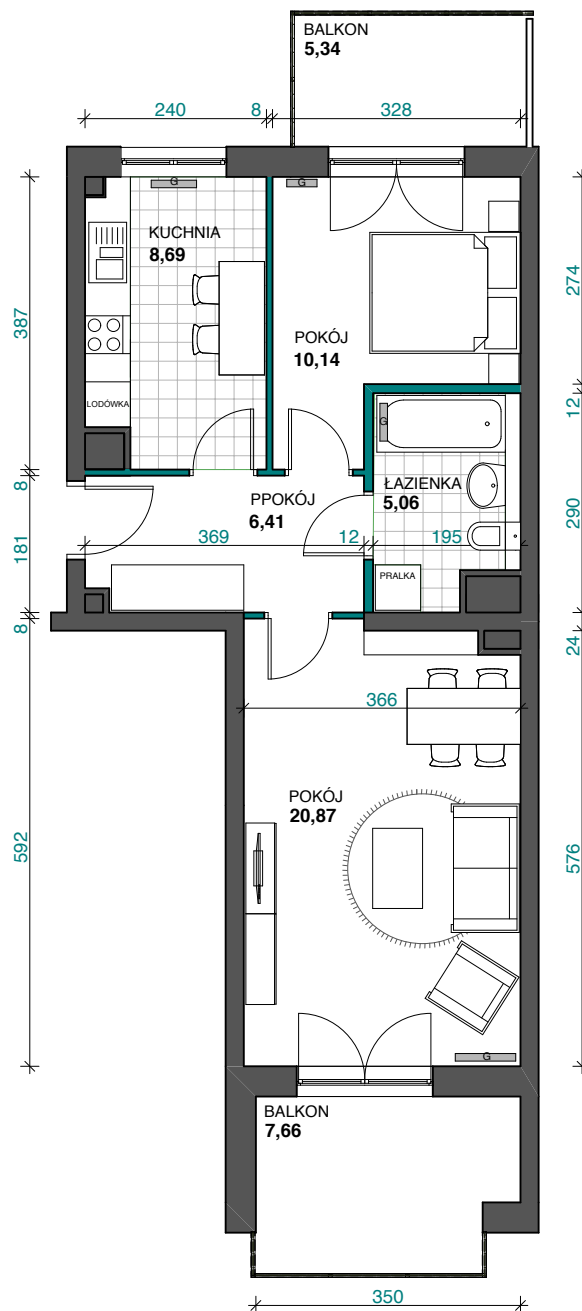 BALKON
5,34
240
8
328
G
G
KUCHNIA
8,69
387
274
POKÓJ
10,14
LODÓWKA
12
G
ŁAZIENKA
5,06
PPOKÓJ
6,41
8
290
369
12
195
181
PRALKA
8
24
366
POKÓJ
20,87
592
576
G
BALKON
7,66
350